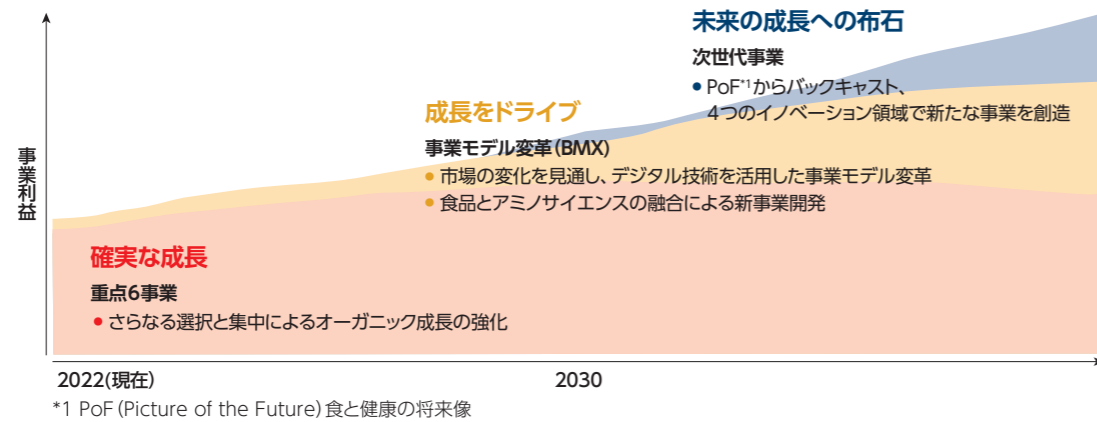 未来の成長への布石
次世代事業
● PoF*1からバックキャスト、
4つのイノベーション領域で新たな事業を創造
成長をドライブ
事業モデル変革(BMX)
● 市場の変化を見通し、デジタル技術を活用した事業モデル変革
● 食品とアミノサイエンスの融合による新事業開発
事業利益
確実な成長
重点6事業
● さらなる選択と集中によるオーガニック成長の強化
2022(現在)
2030
*1 PoF(Picture of the Future)食と健康の将来像